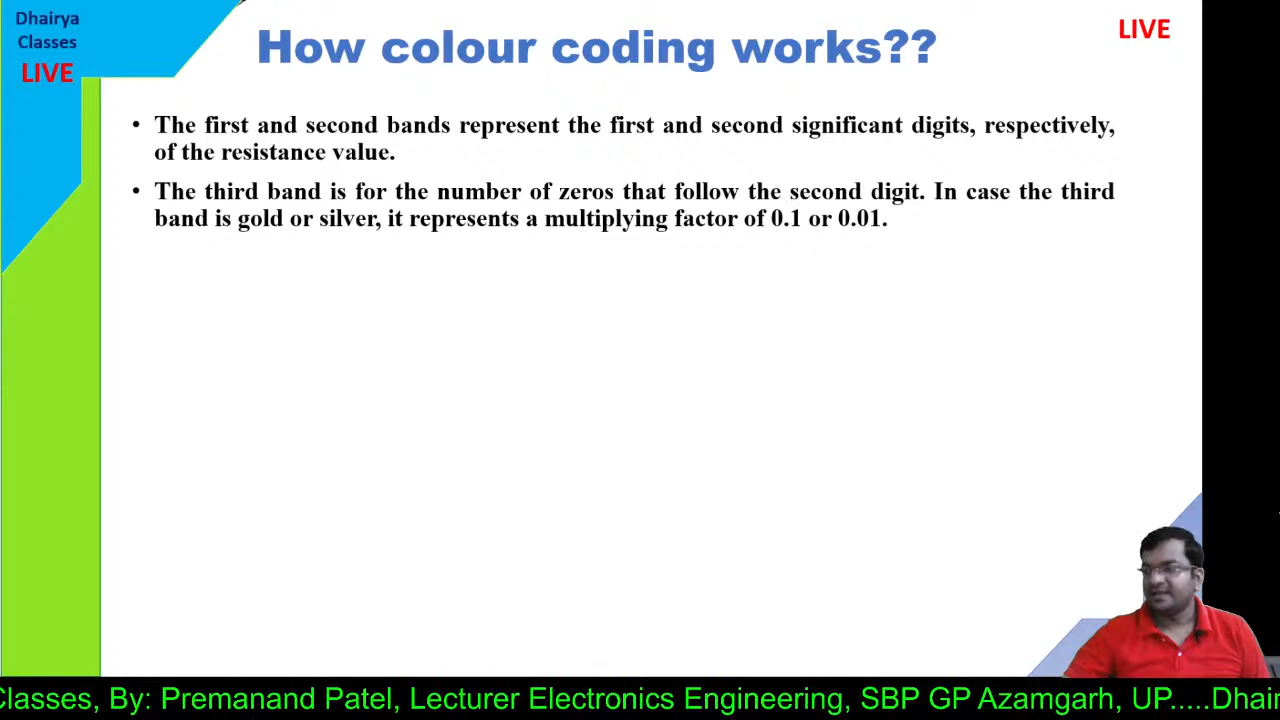 Dhairya
Classes
LIVE
How colour coding works??
LIVE
• The first and second bands represent the first and second significant digits, respectively,
of the resistance value.
• The third band is for the number of zeros that follow the second digit. In case the third
band is gold or silver, it represents a multiplying factor of 0.1 or 0.01.
Classes, By: Premanand Patel, Lecturer Electronics Engineering, SBP GP Azamgarh, UP.....Dhair